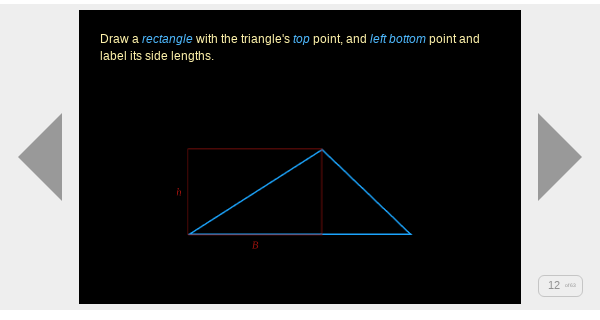 Draw a rectangle with the triangle's top point, and left bottom point and
label its side lengths.
h
B
12